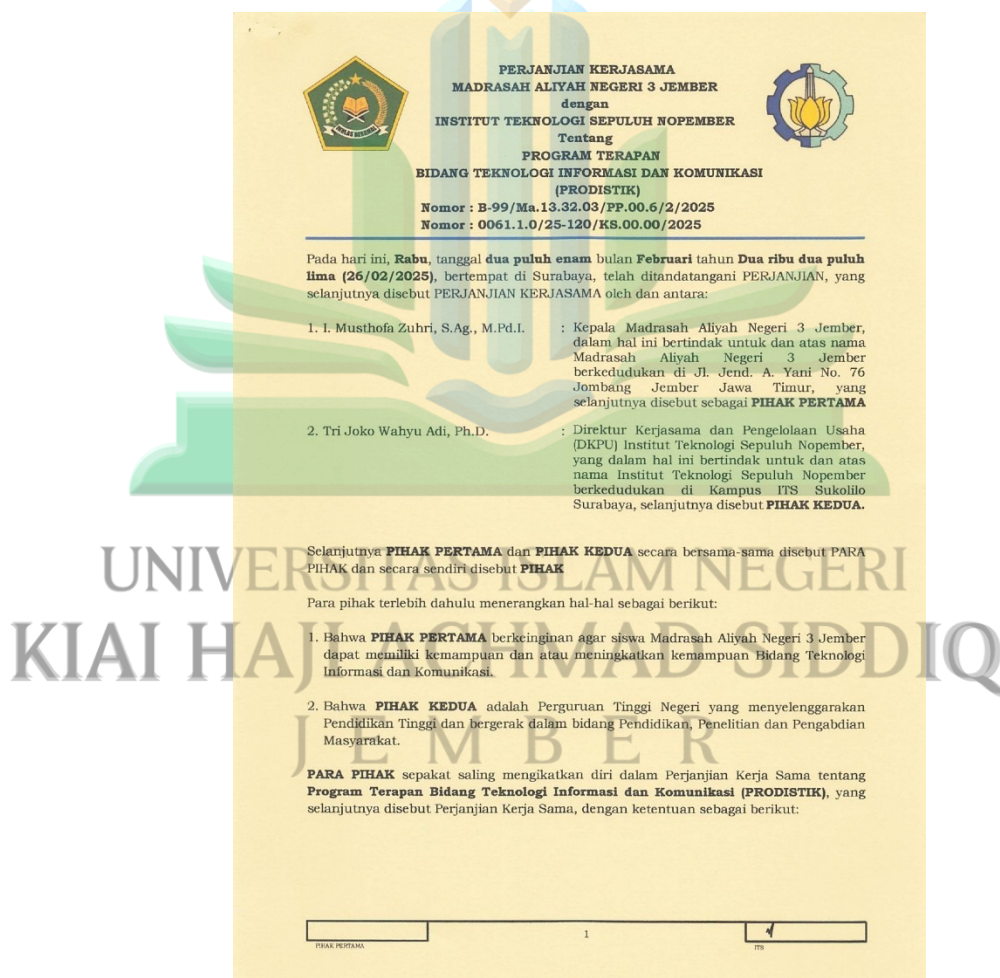 PERJANJIAN KERJASAMA
MADRASAH ALIYAH NEGERI 3 JEMBER
dengan
INSTITUT TEKNOLOGI SEPULUH NOPEMBER
Tentang
PROGRAM TERAPAN
BIDANG TEKNOLOGI INFORMASI DAN KOMUNIKASI
(PRODISTIK)
Nomor : B-99/Ma.13.32.03/PP.00.6/2/2025
Nomor : 0061.1.0/25-120/KS.00.00/2025
IKHLAS BERAMAL
Pada hari ini, Rabu, tanggal dua puluh enam bulan Februari tahun Dua ribu dua puluh
lima (26/02/2025), bertempat di Surabaya, telah ditandatangani PERJANJIAN, yang
selanjutnya disebut PERJANJIAN KERJASAMA oleh dan antara:
1. I. Musthofa Zuhri, S.Ag., M.Pd.I. : Kepala Madrasah Aliyah Negeri 3 Jember,
dalam hal ini bertindak untuk dan atas nama
Madrasah Aliyah Negeri 3 Jember
berkedudukan di Jl. Jend. A. Yani No. 76
Jombang Jember Jawa Timur, yang
selanjutnya disebut sebagai PIHAK PERTAMA
2. Tri Joko Wahyu Adi, Ph.D. : Direktur Kerjasama dan Pengelolaan Usaha
(DKPU) Institut Teknologi Sepuluh Nopember,
yang dalam hal ini bertindak untuk dan atas
nama Institut Teknologi Sepuluh Nopember
berkedudukan di Kampus ITS Sukolilo
Surabaya, selanjutnya disebut PIHAK KEDUA.
Selanjutnya PIHAK PERTAMA dan PIHAK KEDUA secara bersama-sama disebut PARA
PIHAK dan secara sendiri disebut PIHAK
Para pihak terlebih dahulu menerangkan hal-hal sebagai berikut:
1. Bahwa PIHAK PERTAMA berkeinginan agar siswa Madrasah Aliyah Negeri 3 Jember
dapat memiliki kemampuan dan atau meningkatkan kemampuan Bidang Teknologi
Informasi dan Komunikasi.
2. Bahwa PIHAK KEDUA adalah Perguruan Tinggi Negeri yang menyelenggarakan
Pendidikan Tinggi dan bergerak dalam bidang Pendidikan, Penelitian dan Pengabdian
Masyarakat.
PARA PIHAK sepakat saling mengikatkan diri dalam Perjanjian Kerja Sama tentang
Program Terapan Bidang Teknologi Informasi dan Komunikasi (PRODISTIK), yang
selanjutnya disebut Perjanjian Kerja Sama, dengan ketentuan sebagai berikut:
1
PIHAK PERTAMA
ITS
UNIVERSITAS ISLAM NEGERI
KIAI HAJI ACHMAD SIDDIQ
JEMBER